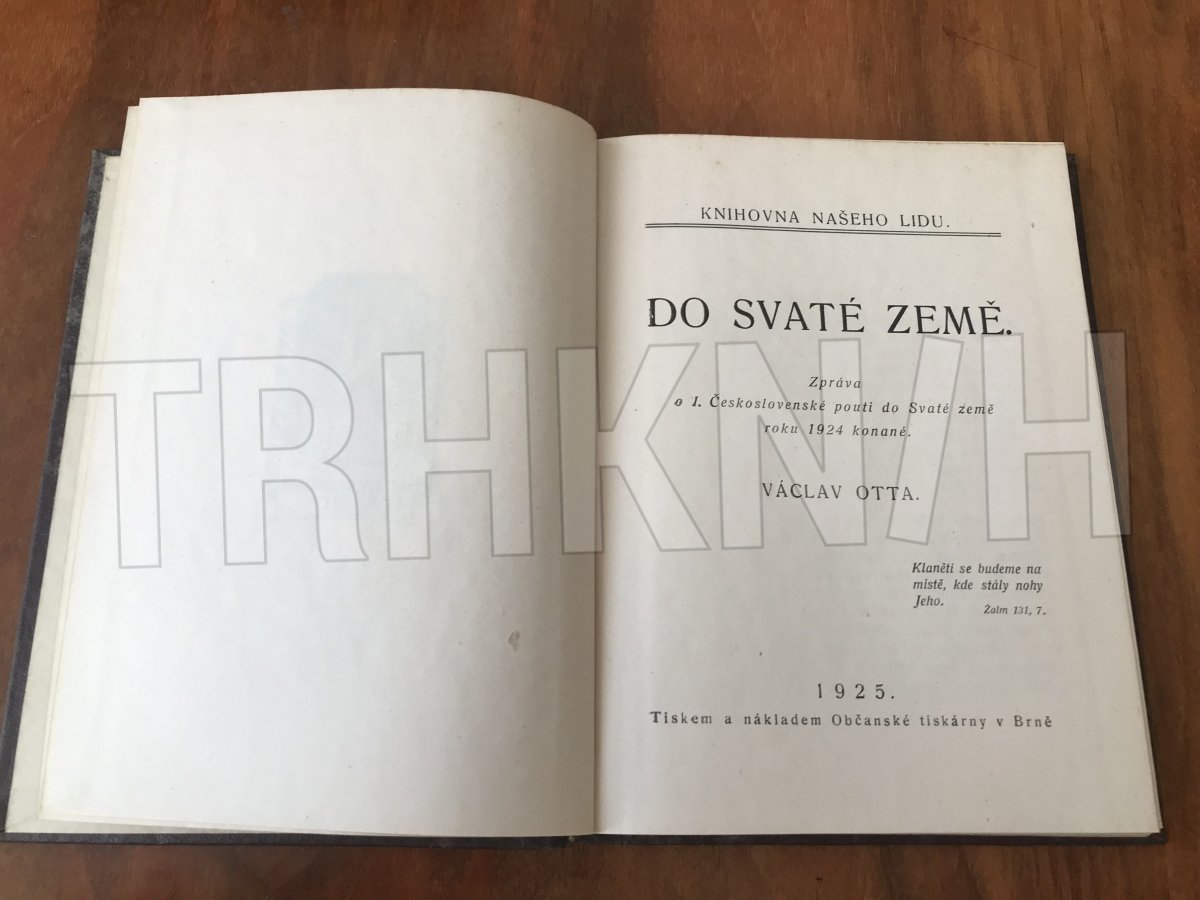 KNIHOVNA NAŠEHO LIDU.
DO SVATÉ ZEMĚ.
Zpráva
o I. Československé pouti do Svaté země
roku 1924 konané.
TRHKNIH
VÁCLAV OTTA.
Klaněti se budeme na
místě, kde stály nohy
Jeho.
Žalm 131, 7.
1925.
Tiskem a nákladem Občanské tiskárny v Brně